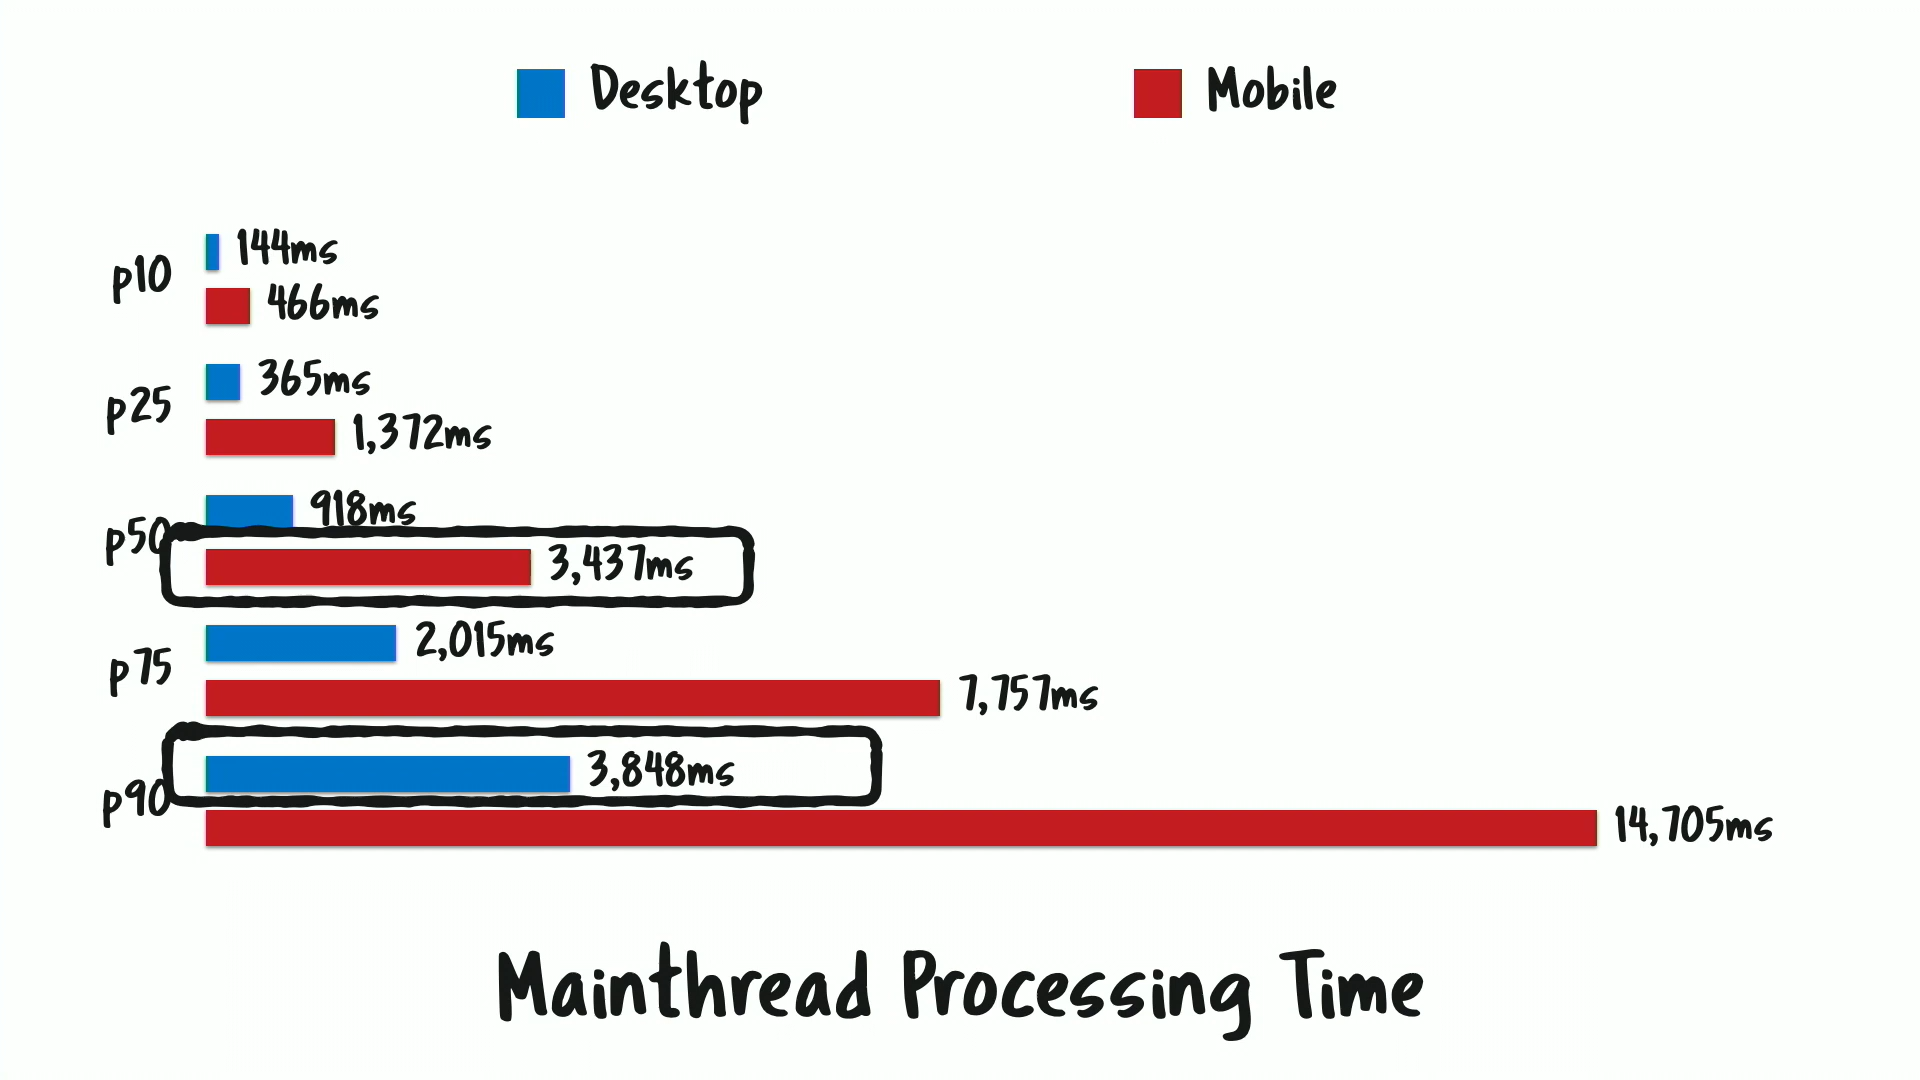 Desktop Mobile
144ms
p10
466ms
365ms
p25
1,372ms
918ms
p50
3,437ms
2,015ms
p75
7,757ms
3,848ms
p90
14,705ms
Mainthread Processing Time